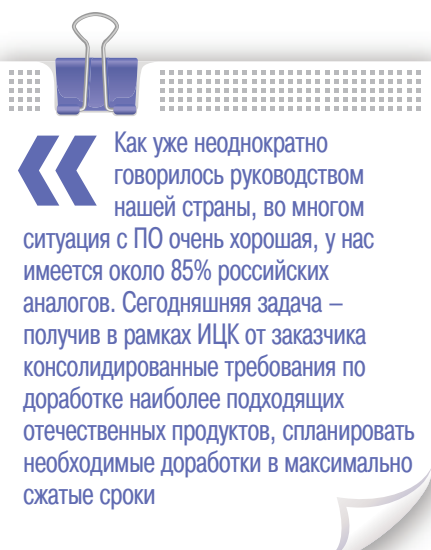 « Как уже неоднократно
говорилось руководством
нашей страны, во многом
ситуация с ПО очень хорошая, у нас
имеется около 85% российских
аналогов. Сегодняшняя задача –
получив в рамках ИЦК от заказчика
консолидированные требования по
доработке наиболее подходящих
отечественных продуктов, спланировать
необходимые доработки в максимально
сжатые сроки